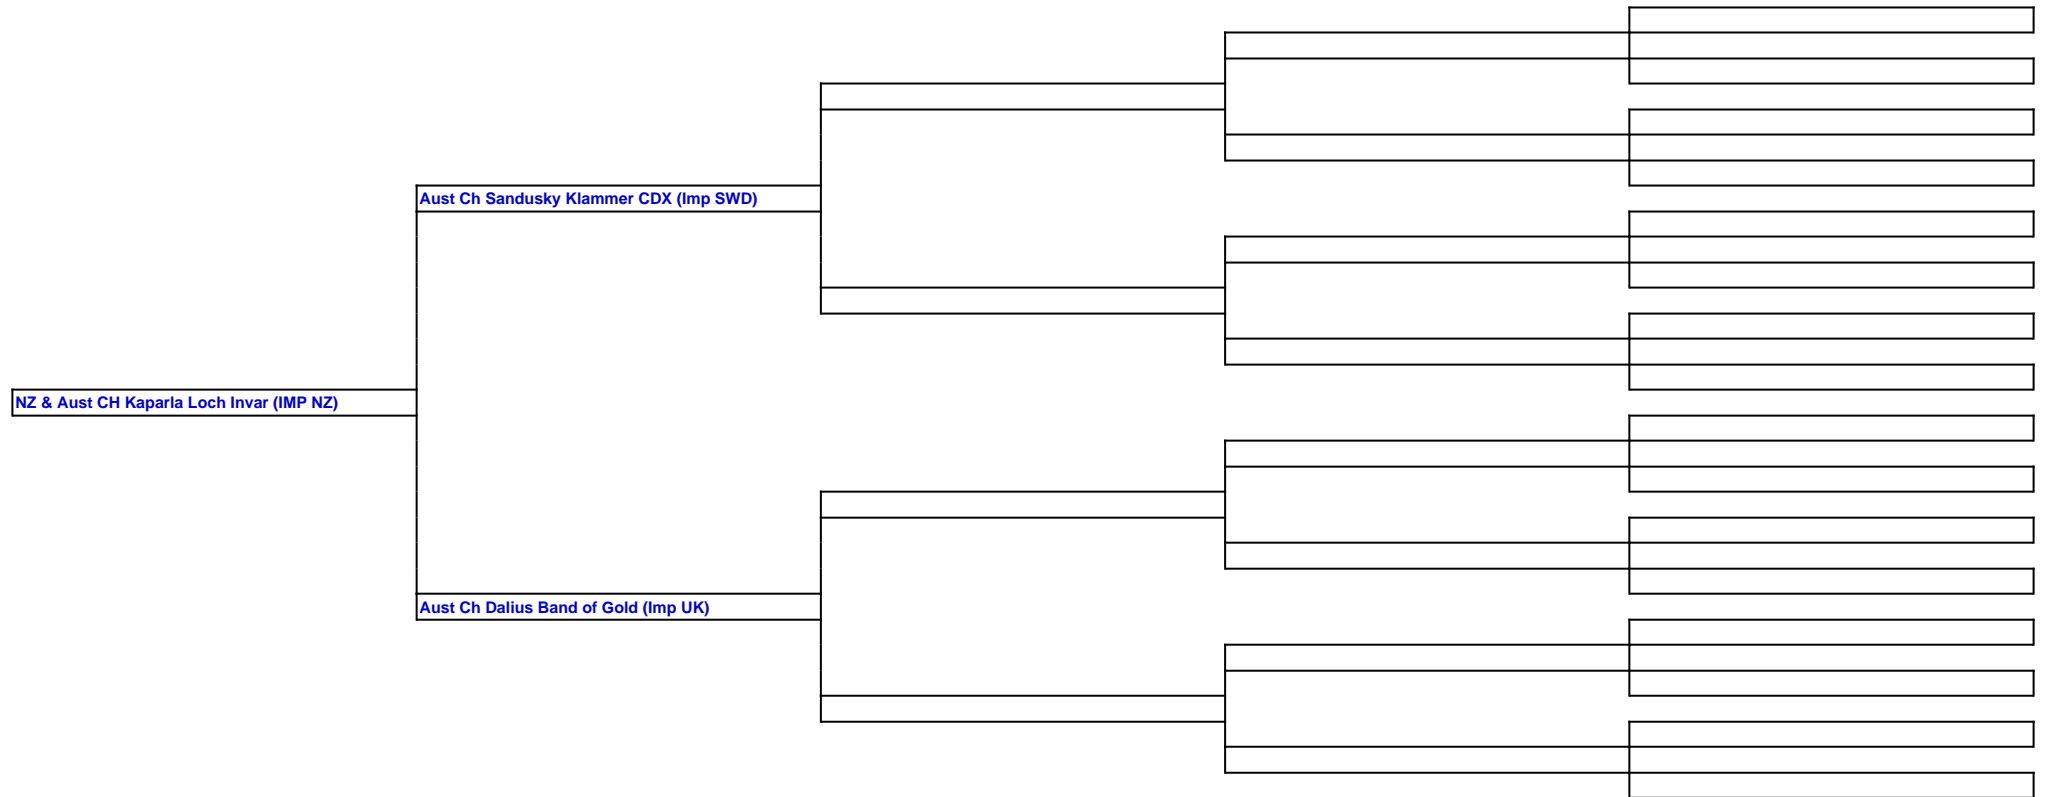 Aust Ch Sandusky Klammer CDX (Imp SWD)
NZ & Aust CH Kaparla Loch Invar (IMP NZ)
Aust Ch Dalius Band of Gold (Imp UK)